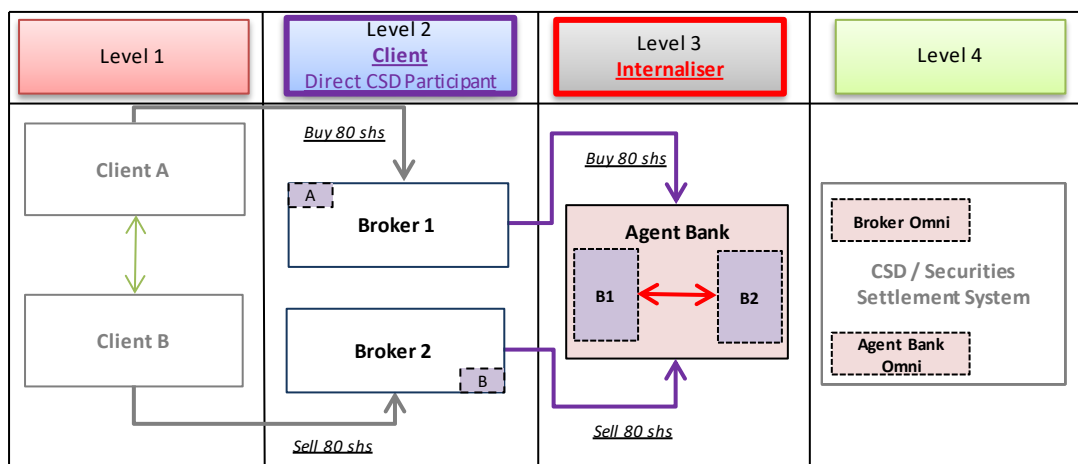 Level 1
Level 2
Client
Direct CSD Participant
Level 3
Internaliser
Level 4
Buy 80 shs
Buy 80 shs
Client A
A
Broker 1
Agent Bank
B1
B2
Broker Omni
CSD / Securities
Settlement System
Agent Bank
Omni
Client B
Broker 2
B
Sell 80 shs
Sell 80 shs